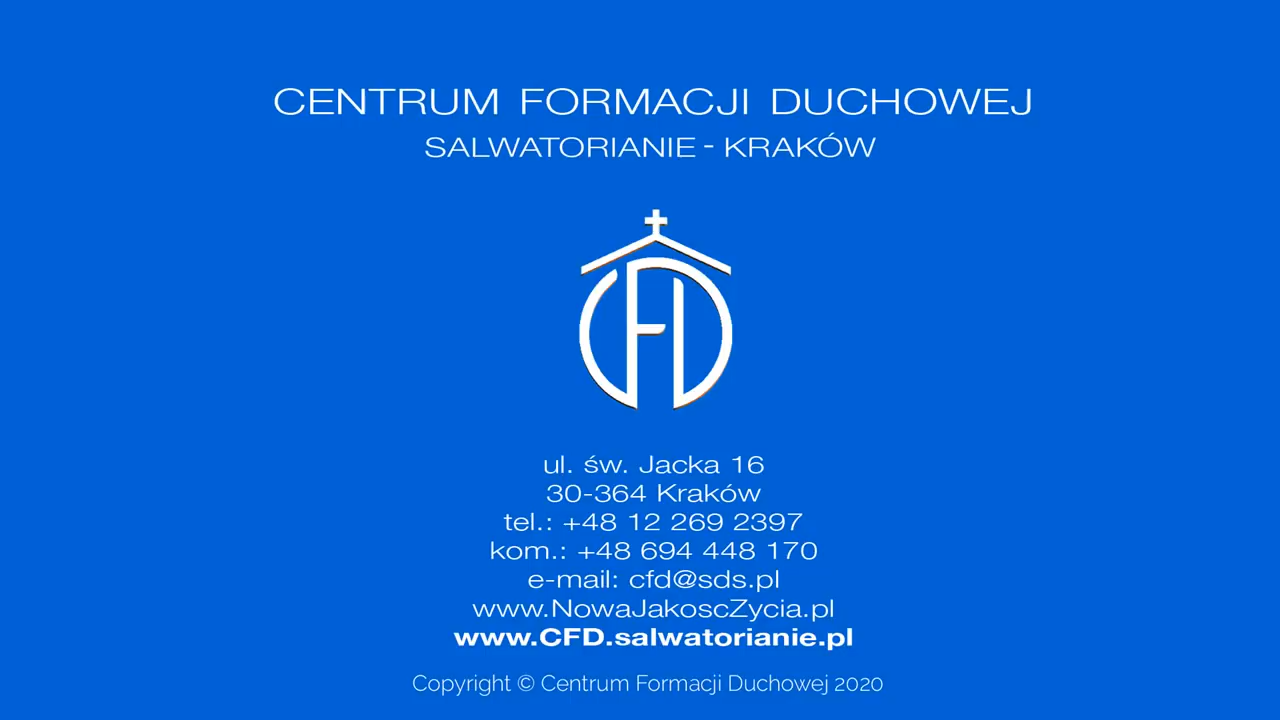 CENTRUM FORMACJI DUCHOWEJ
SALWATORIANIE - KRAKÓW
CFD
ul. św. Jacka 16
30-364 Kraków
tel.: +48 12 269 2397
kom.: +48 694 448 170
e-mail: cfd@sds.pl
www.NowaJakoscZycia.pl
www.CFD.salwatorianie.pl
Copyright © Centrum Formacji Duchowej 2020